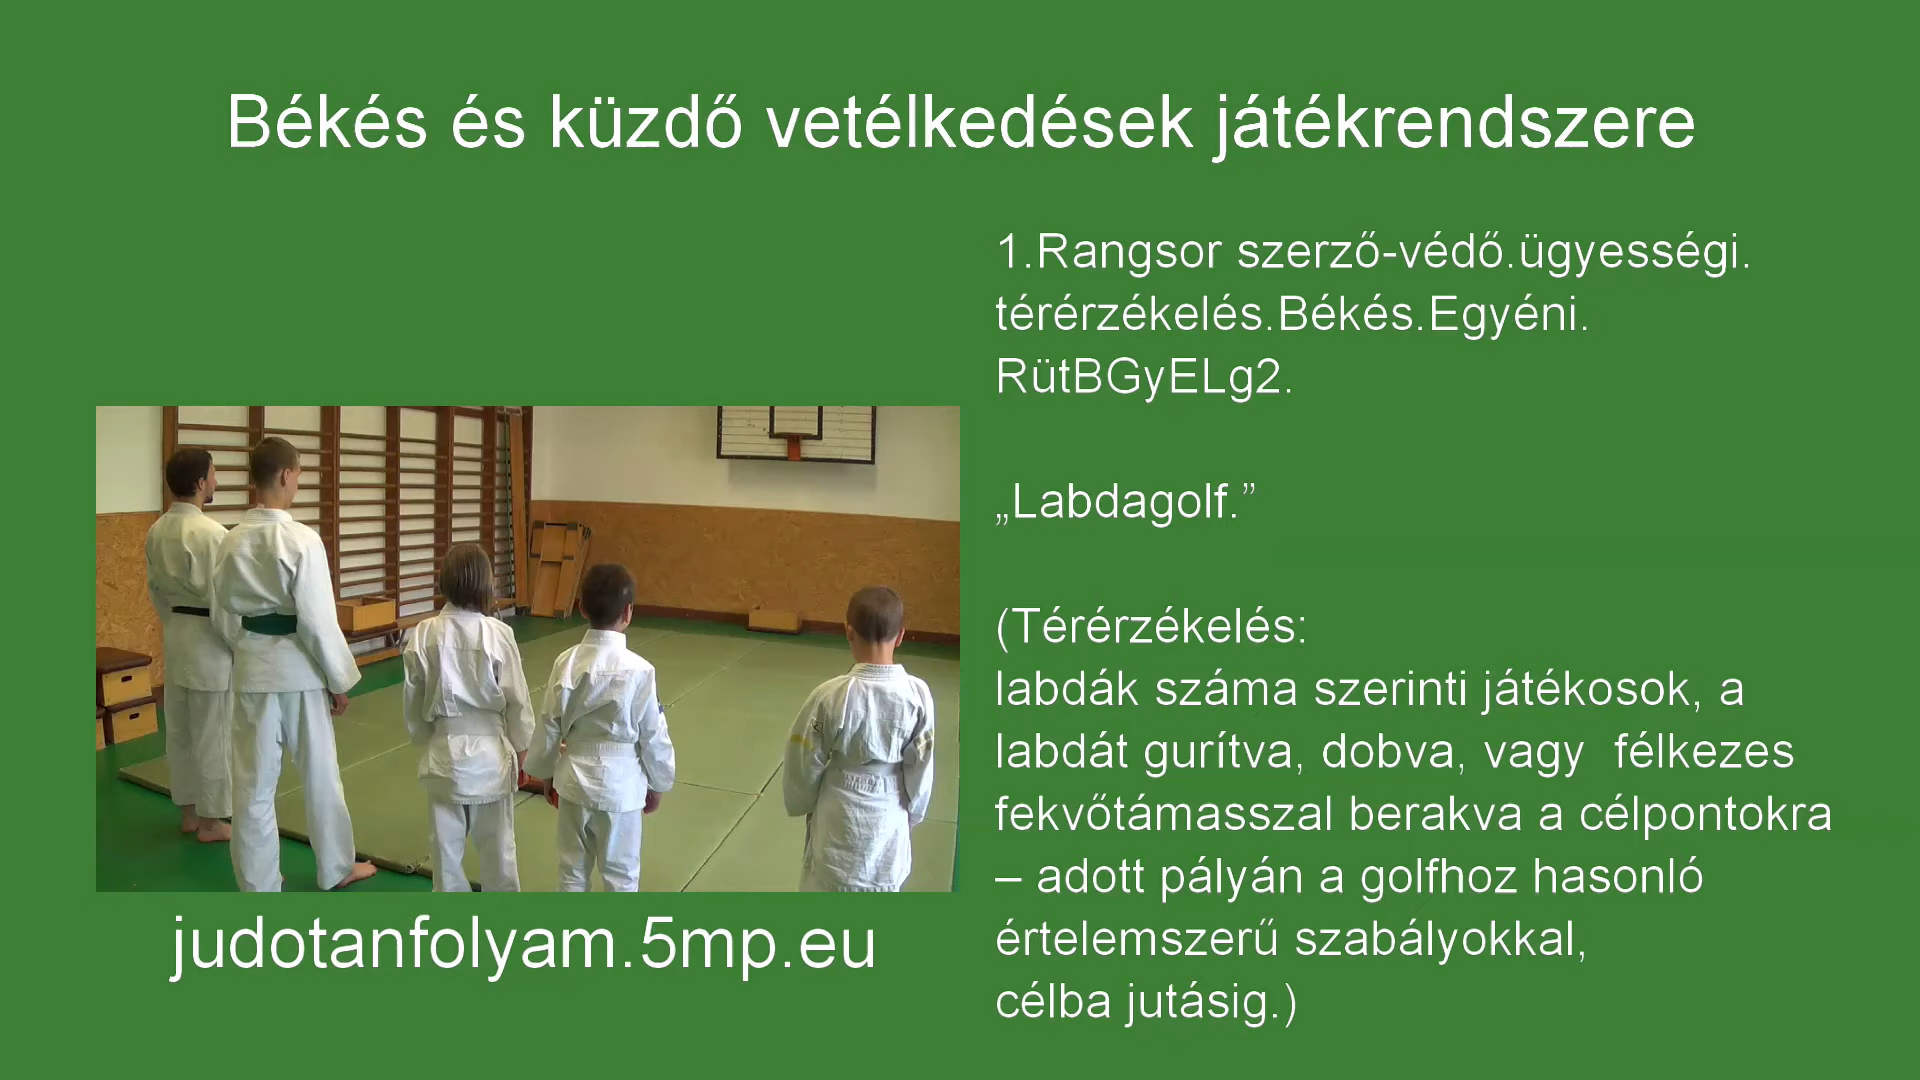 Békés és küzdő vetélkedések játékrendszere
1.Rangsor szerző-védő.ügyességi.
térérzékelés.Békés.Egyéni.
RütBGyELg2.
„Labdagolf.”
(Térérzékelés:
labdák száma szerinti játékosok, a
labdát gurítva, dobva, vagy  félkezes
fekvőtámasszal berakva a célpontokra
– adott pályán a golfhoz hasonló
értelemszerű szabályokkal,
célba jutásig.)
judotanfolyam.5mp.eu